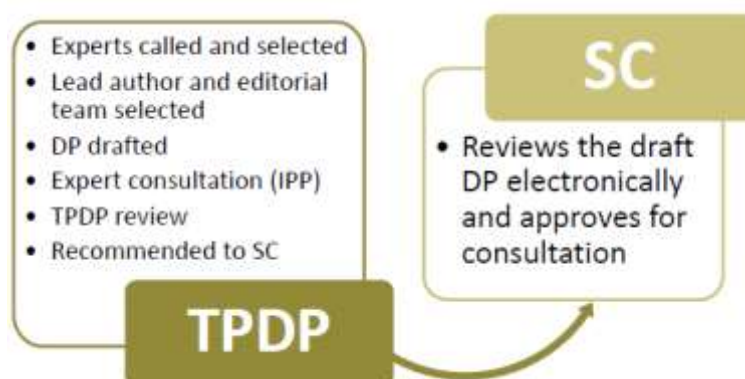 • Experts called and selected
• Lead author and editorial
team selected
• DP drafted
• Expert consultation (IPP)
• TPDP review
• Recommended to SC
TPDP
SC
• Reviews the draft
DP electronically
and approves for
consultation